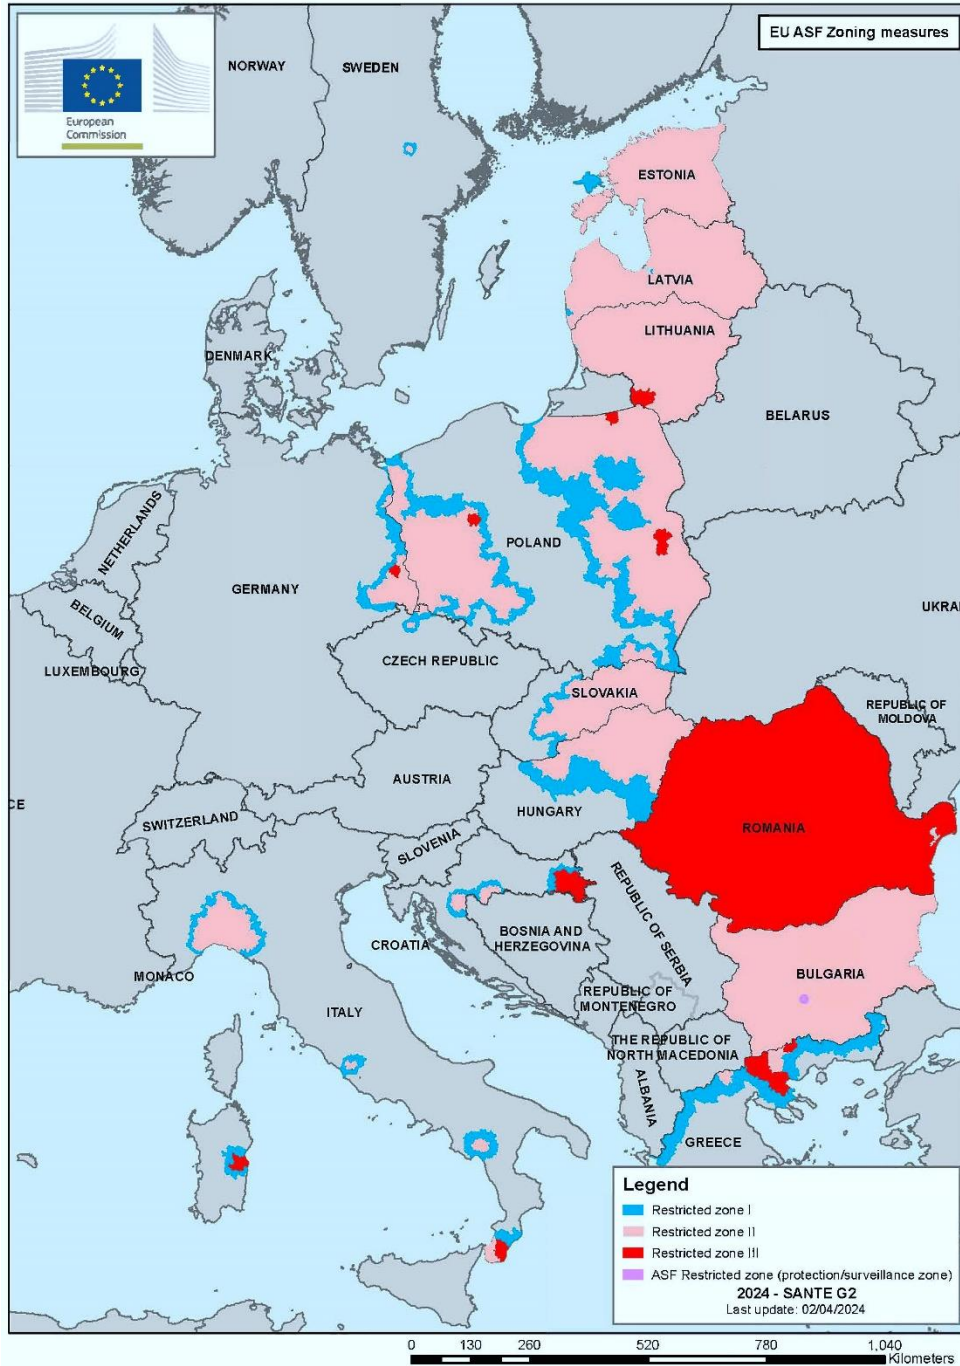 EU ASF Zoning measures
European
Commission
NORWAY
SWEDEN
ESTONIA
LATVIA
LITHUANIA
DENMARK
BELARUS
NETHERLANDS
POLAND
GERMANY
BELGIUM
UKRAI
LUXEMBOURG
CZECH REPUBLIC
SLOVAKIA
REPUBLIC OF
MOLDOVA
AUSTRIA
CE
HUNGARY
SWITZERLAND
ROMANIA
SLOVENIA
REPUBLIC OF SERBIA
BOSNIA AND
HERZEGOVINA
CROATIA
MONACO
BULGARIA
REPUBLIC OF
MONTENEGRO
ITALY
THE REPUBLIC OF
NORTH MACEDONIA
ALBANIA
GREECE
Legend
Restricted zone I
Restricted zone II
Restricted zone III
ASF Restricted zone (protection/surveillance zone)
2024 - SANTE G2
Last update: 02/04/2024
0 130 260 520 780 1,040
Kilometers